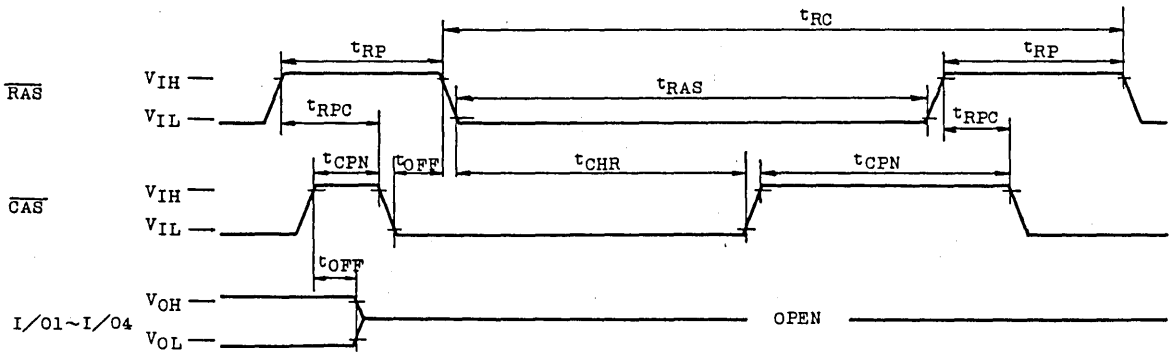 tRC
tRP tRP
RAS VIH
tRAS
VIL tRPC tRPC
tCPN tOFF tCHR tCPN
CAS VIH
VIL
tOFF
I/O1~I/O4 VOH
OPEN
VOL